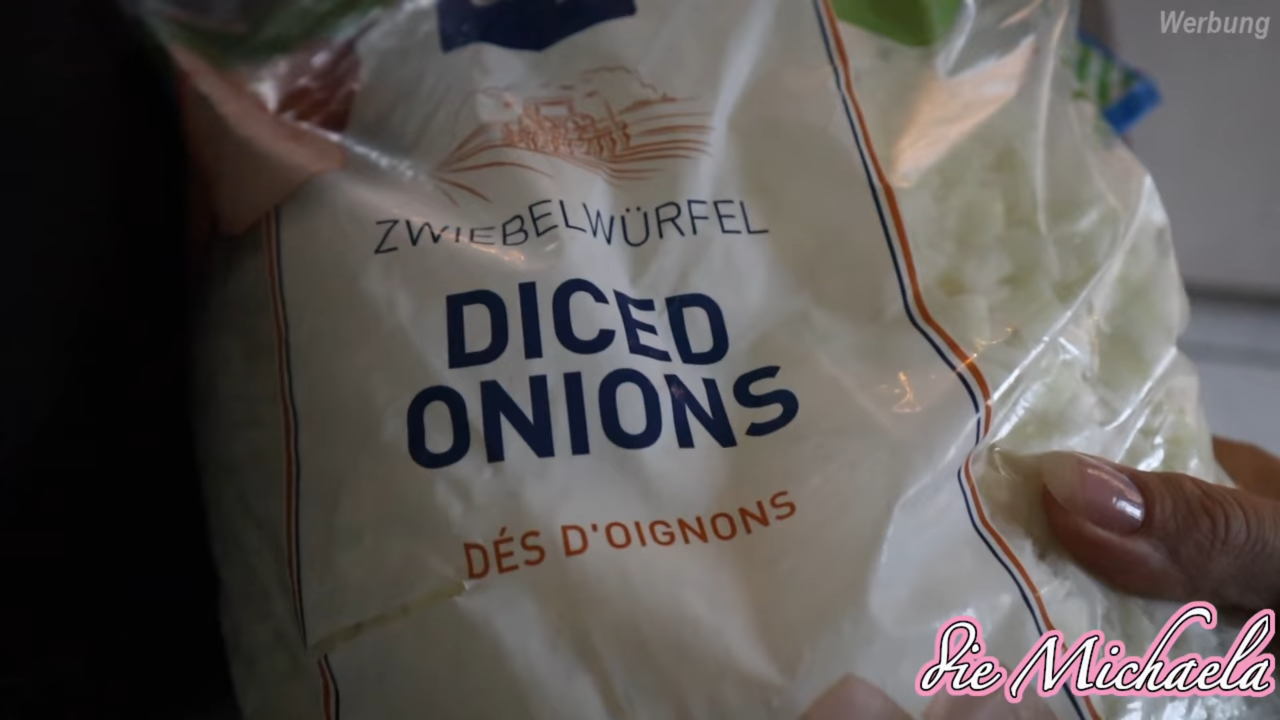 Werbung
ZWIEBELWÜRFEL
DICED
ONIONS
DÉS D'OIGNONS
Die Michaela